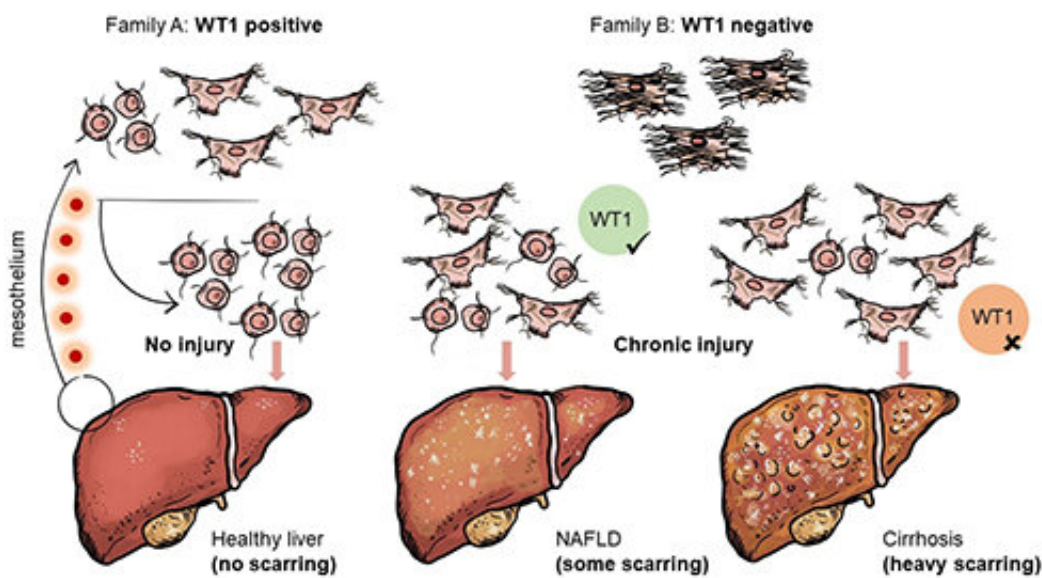 Family A: WT1 positive
Family B: WT1 negative
mesothelium
WT1
WT1
No injury
Chronic injury
Healthy liver
(no scarring)
NAFLD
(some scarring)
Cirrhosis
(heavy scarring)